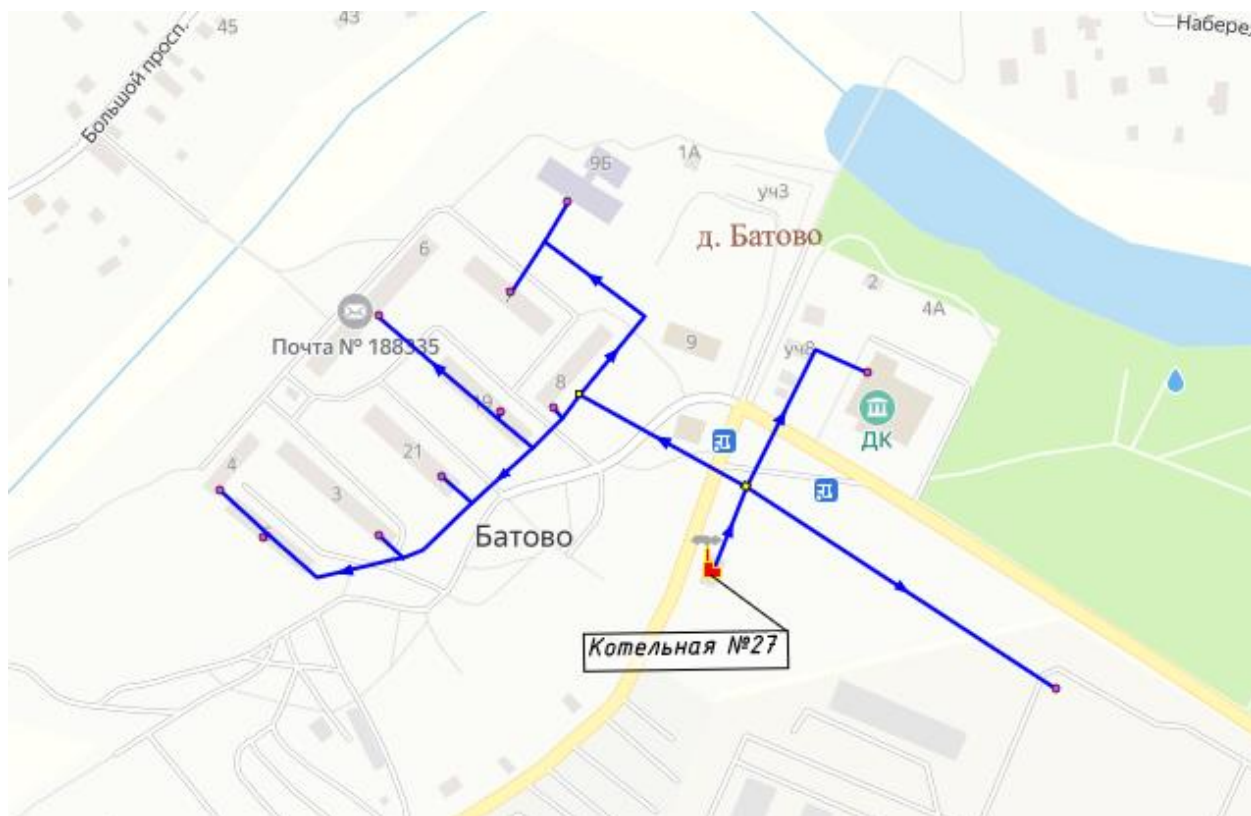 45
43
Набереж
Большой просп.
9Б
1А
уч3
д. Батово
6
2
4А
7
Почта № 188335
9
уч8
8
19
ДК
21
4
3
Батово
Котельная №27